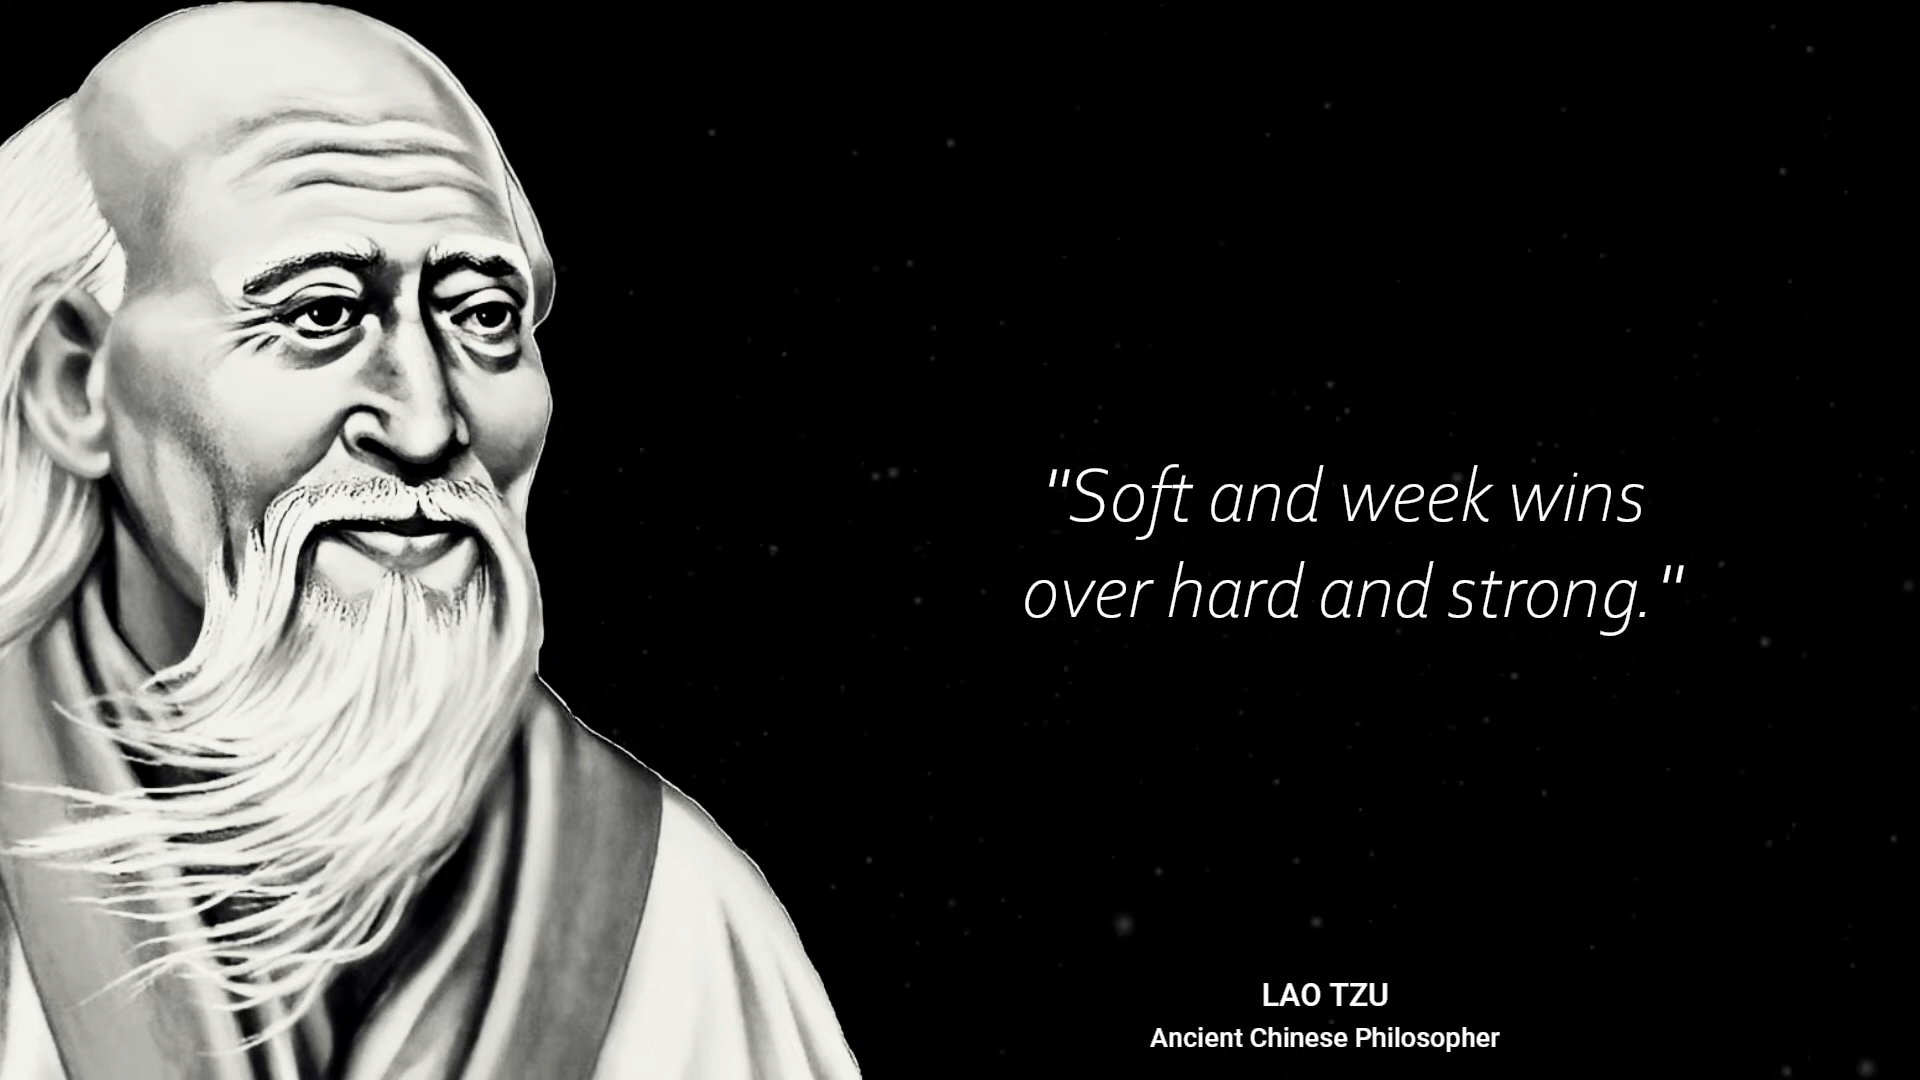 "Soft and week wins
over hard and strong."
LAO TZU
Ancient Chinese Philosopher